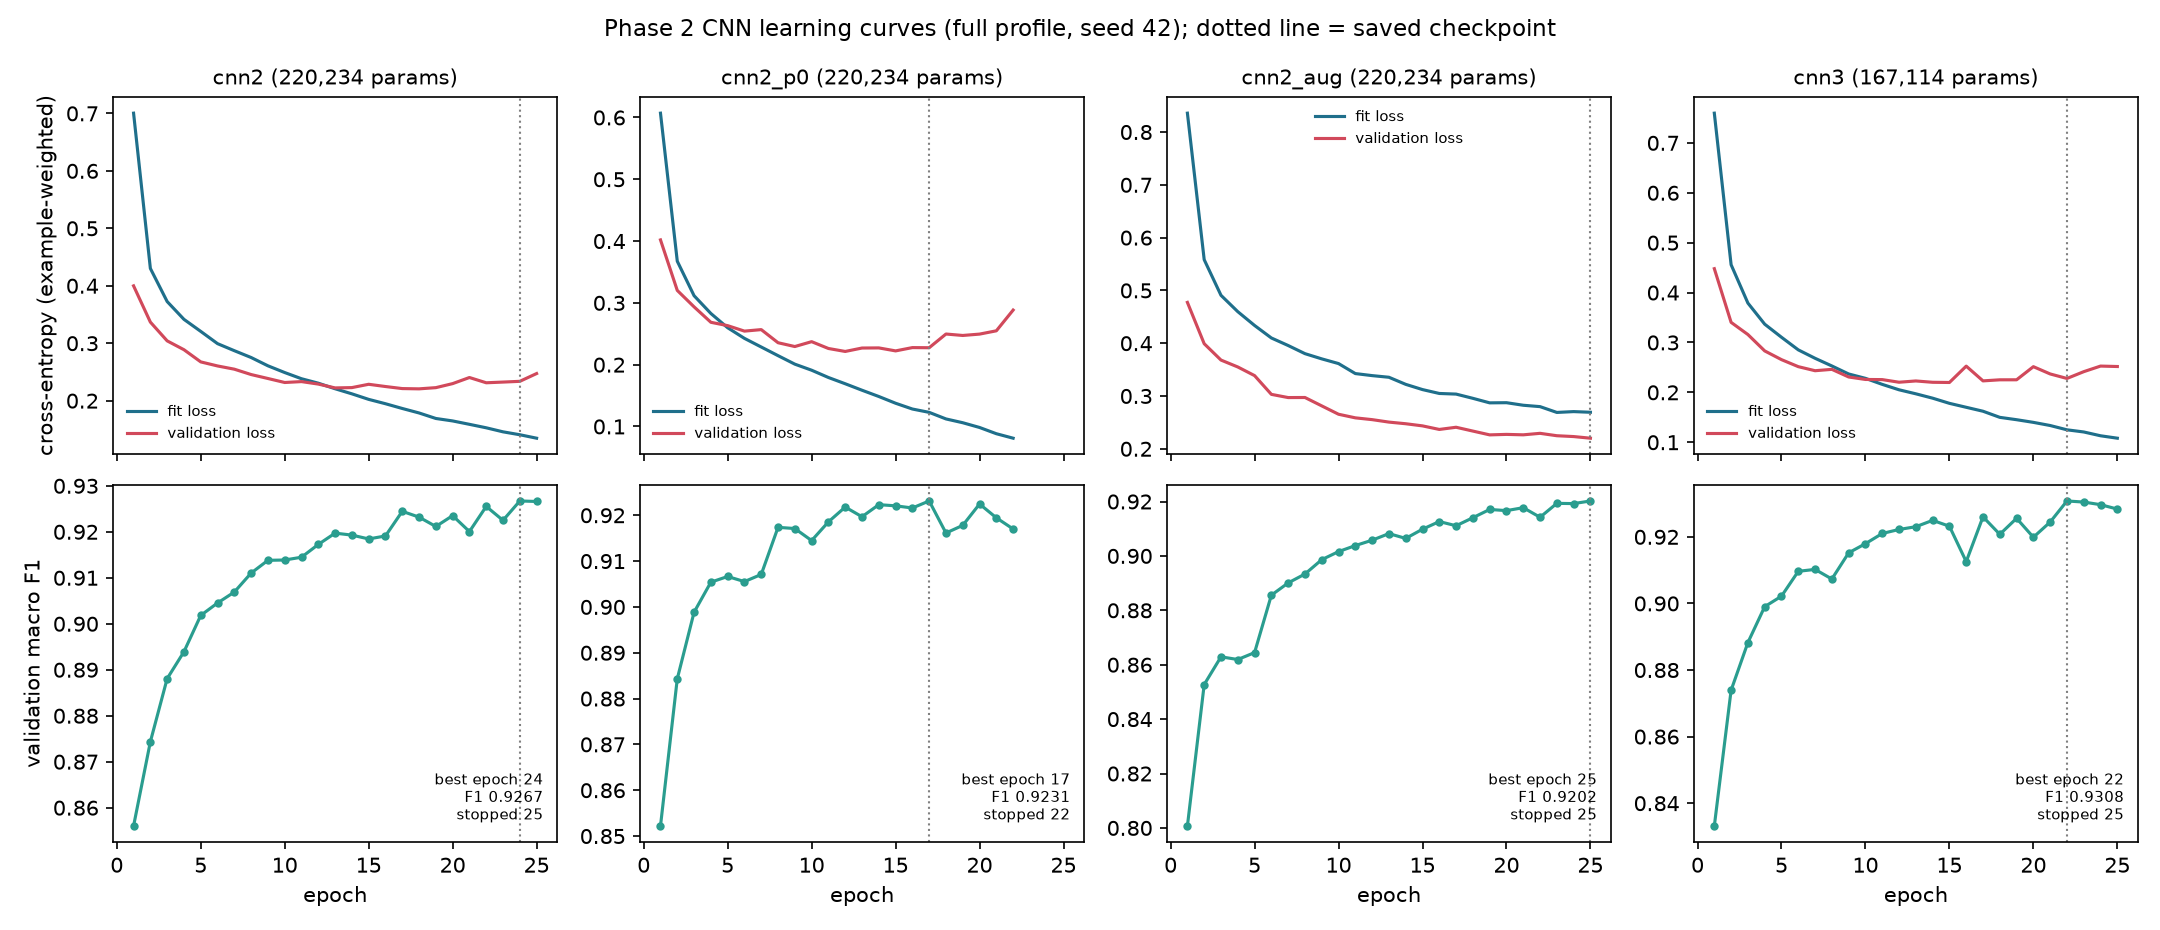 Phase 2 CNN learning curves (full profile, seed 42); dotted line = saved checkpoint
cnn2 (220,234 params)
cross-entropy (example-weighted)
0.7
0.6
0.5
0.4
0.3
0.2
fit loss
validation loss
cnn2_p0 (220,234 params)
0.6
0.5
0.4
0.3
0.2
0.1
fit loss
validation loss
cnn2_aug (220,234 params)
0.8
0.7
0.6
0.5
0.4
0.3
0.2
fit loss
validation loss
cnn3 (167,114 params)
0.7
0.6
0.5
0.4
0.3
0.2
0.1
fit loss
validation loss
validation macro F1
0.93
0.92
0.91
0.90
0.89
0.88
0.87
0.86
best epoch 24
F1 0.9267
stopped 25
0 5 10 15 20 25
epoch
0.92
0.91
0.90
0.89
0.88
0.87
0.86
0.85
best epoch 17
F1 0.9231
stopped 22
0 5 10 15 20 25
epoch
0.92
0.90
0.88
0.86
0.84
0.82
0.80
best epoch 25
F1 0.9202
stopped 25
0 5 10 15 20 25
epoch
0.92
0.90
0.88
0.86
0.84
best epoch 22
F1 0.9308
stopped 25
0 5 10 15 20 25
epoch